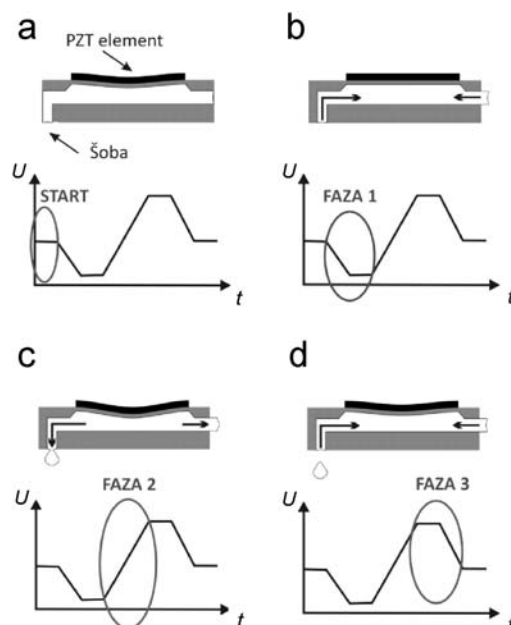 a
PZT element
Šoba
U
START
t
b
U
FAZA 1
t
c
U
FAZA 2
t
d
U
FAZA 3
t